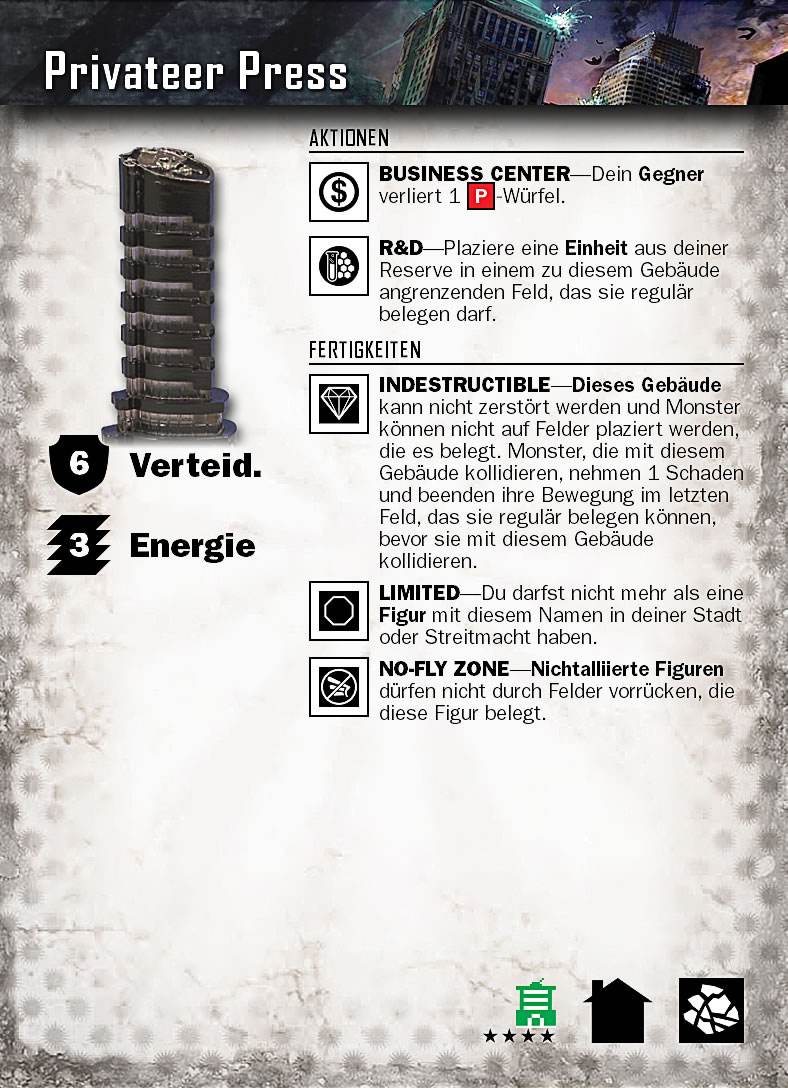 Privateer Press
AKTIONEN
$
BUSINESS CENTER—Dein Gegner
verliert 1 P-Würfel.
R&D—Plaziere eine Einheit aus deiner
Reserve in einem zu diesem Gebäude
angrenzenden Feld, das sie regulär
belegen darf.
FERTIGKEITEN
INDESTRUCTIBLE—Dieses Gebäude
kann nicht zerstört werden und Monster
können nicht auf Felder plaziert werden,
die es belegt. Monster, die mit diesem
Gebäude kollidieren, nehmen 1 Schaden
und beenden ihre Bewegung im letzten
Feld, das sie regulär belegen können,
bevor sie mit diesem Gebäude
kollidieren.
LIMITED—Du darfst nicht mehr als eine
Figur mit diesem Namen in deiner Stadt
oder Streitmacht haben.
NO-FLY ZONE—Nichtalliierte Figuren
dürfen nicht durch Felder vorrücken, die
diese Figur belegt.
6 Verteid.
3 Energie